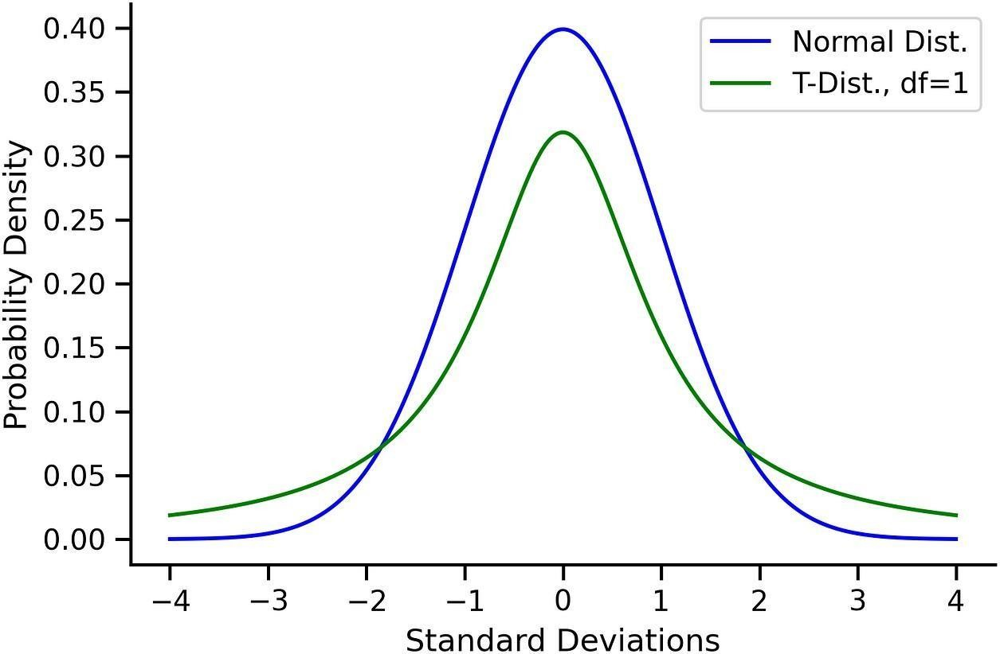 Normal Dist.
T-Dist., df=1
Probability Density
0.40
0.35
0.30
0.25
0.20
0.15
0.10
0.05
0.00
−4 −3 −2 −1 0 1 2 3 4
Standard Deviations